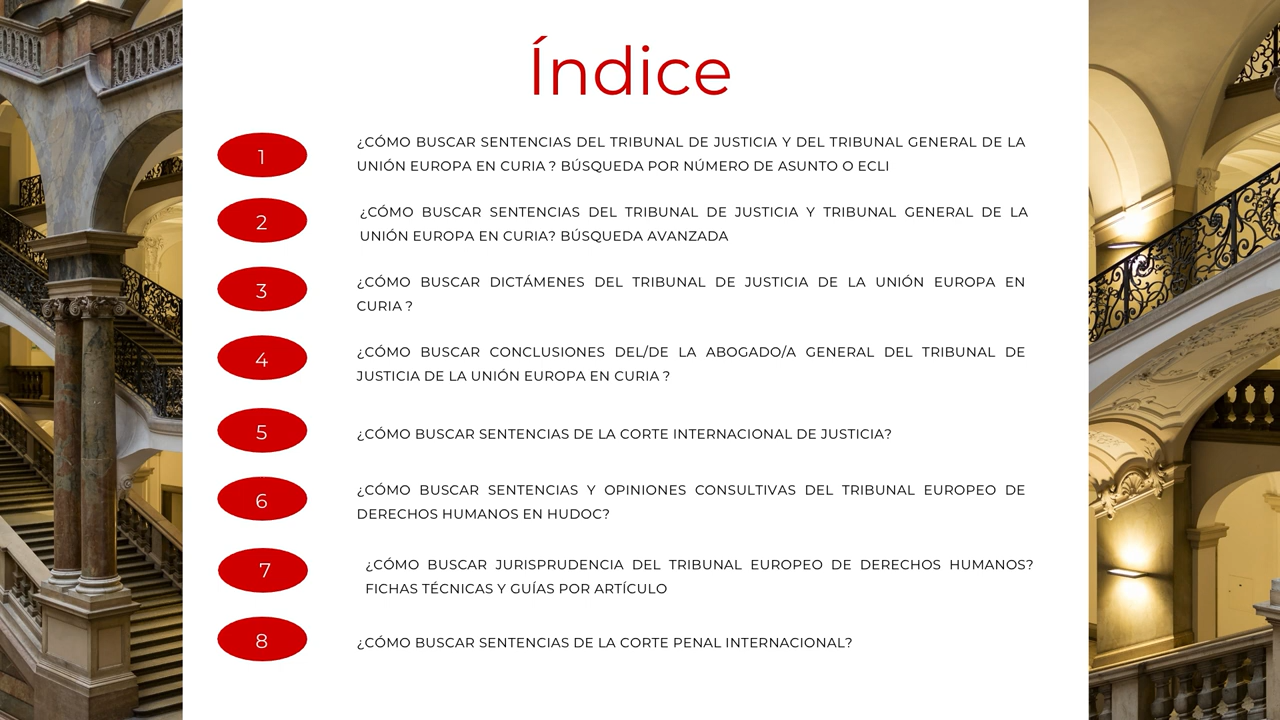 Índice
1
¿CÓMO BUSCAR SENTENCIAS DEL TRIBUNAL DE JUSTICIA Y DEL TRIBUNAL GENERAL DE LA
UNIÓN EUROPA EN CURIA ? BÚSQUEDA POR NÚMERO DE ASUNTO O ECLI
2
¿CÓMO BUSCAR SENTENCIAS DEL TRIBUNAL DE JUSTICIA Y TRIBUNAL GENERAL DE LA
UNIÓN EUROPA EN CURIA? BÚSQUEDA AVANZADA
3
¿CÓMO BUSCAR DICTÁMENES DEL TRIBUNAL DE JUSTICIA DE LA UNIÓN EUROPA EN
CURIA ?
4
¿CÓMO BUSCAR CONCLUSIONES DEL/DE LA ABOGADO/A GENERAL DEL TRIBUNAL DE
JUSTICIA DE LA UNIÓN EUROPA EN CURIA ?
5
¿CÓMO BUSCAR SENTENCIAS DE LA CORTE INTERNACIONAL DE JUSTICIA?
6
¿CÓMO BUSCAR SENTENCIAS Y OPINIONES CONSULTIVAS DEL TRIBUNAL EUROPEO DE
DERECHOS HUMANOS EN HUDOC?
7
¿CÓMO BUSCAR JURISPRUDENCIA DEL TRIBUNAL EUROPEO DE DERECHOS HUMANOS?
FICHAS TÉCNICAS Y GUÍAS POR ARTÍCULO
8
¿CÓMO BUSCAR SENTENCIAS DE LA CORTE PENAL INTERNACIONAL?